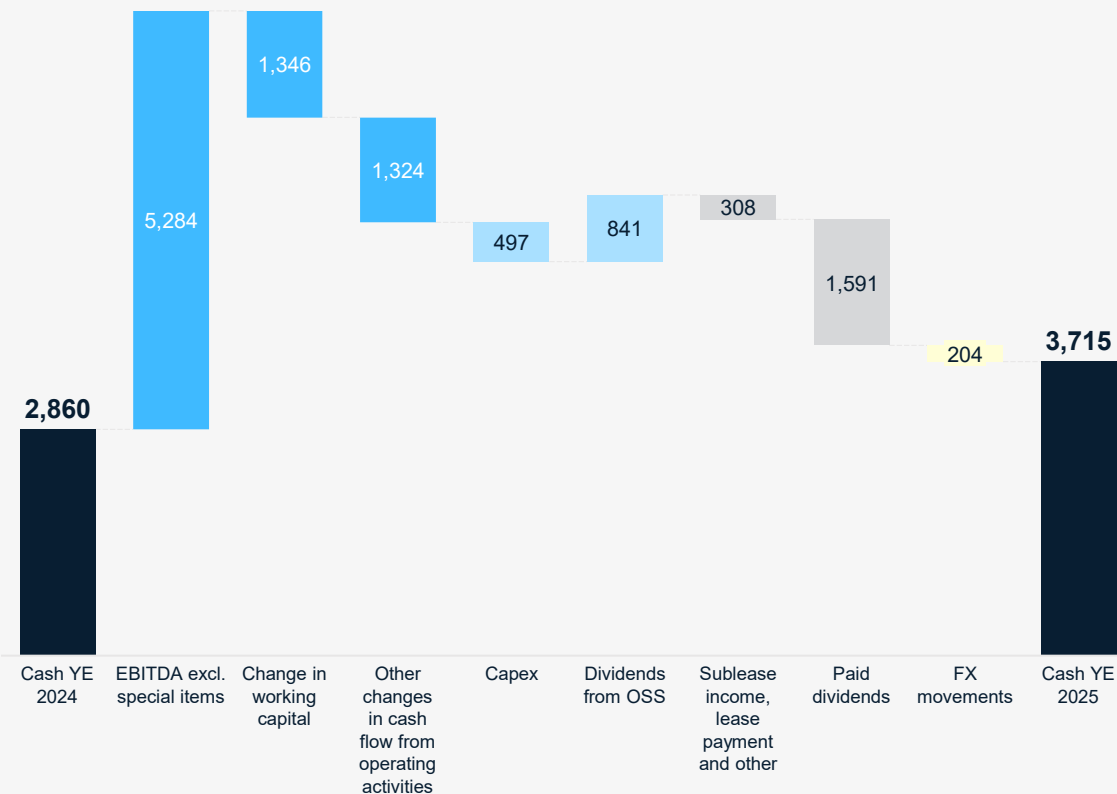 1,346
1,324
5,284
497
841
308
1,591
204
3,715
2,860
Cash YE
2024
EBITDA excl.
special items
Change in
working
capital
Other
changes
in cash
flow from
operating
activities
Capex
Dividends
from OSS
Sublease
income,
lease
payment
and other
Paid
dividends
FX
movements
Cash YE
2025